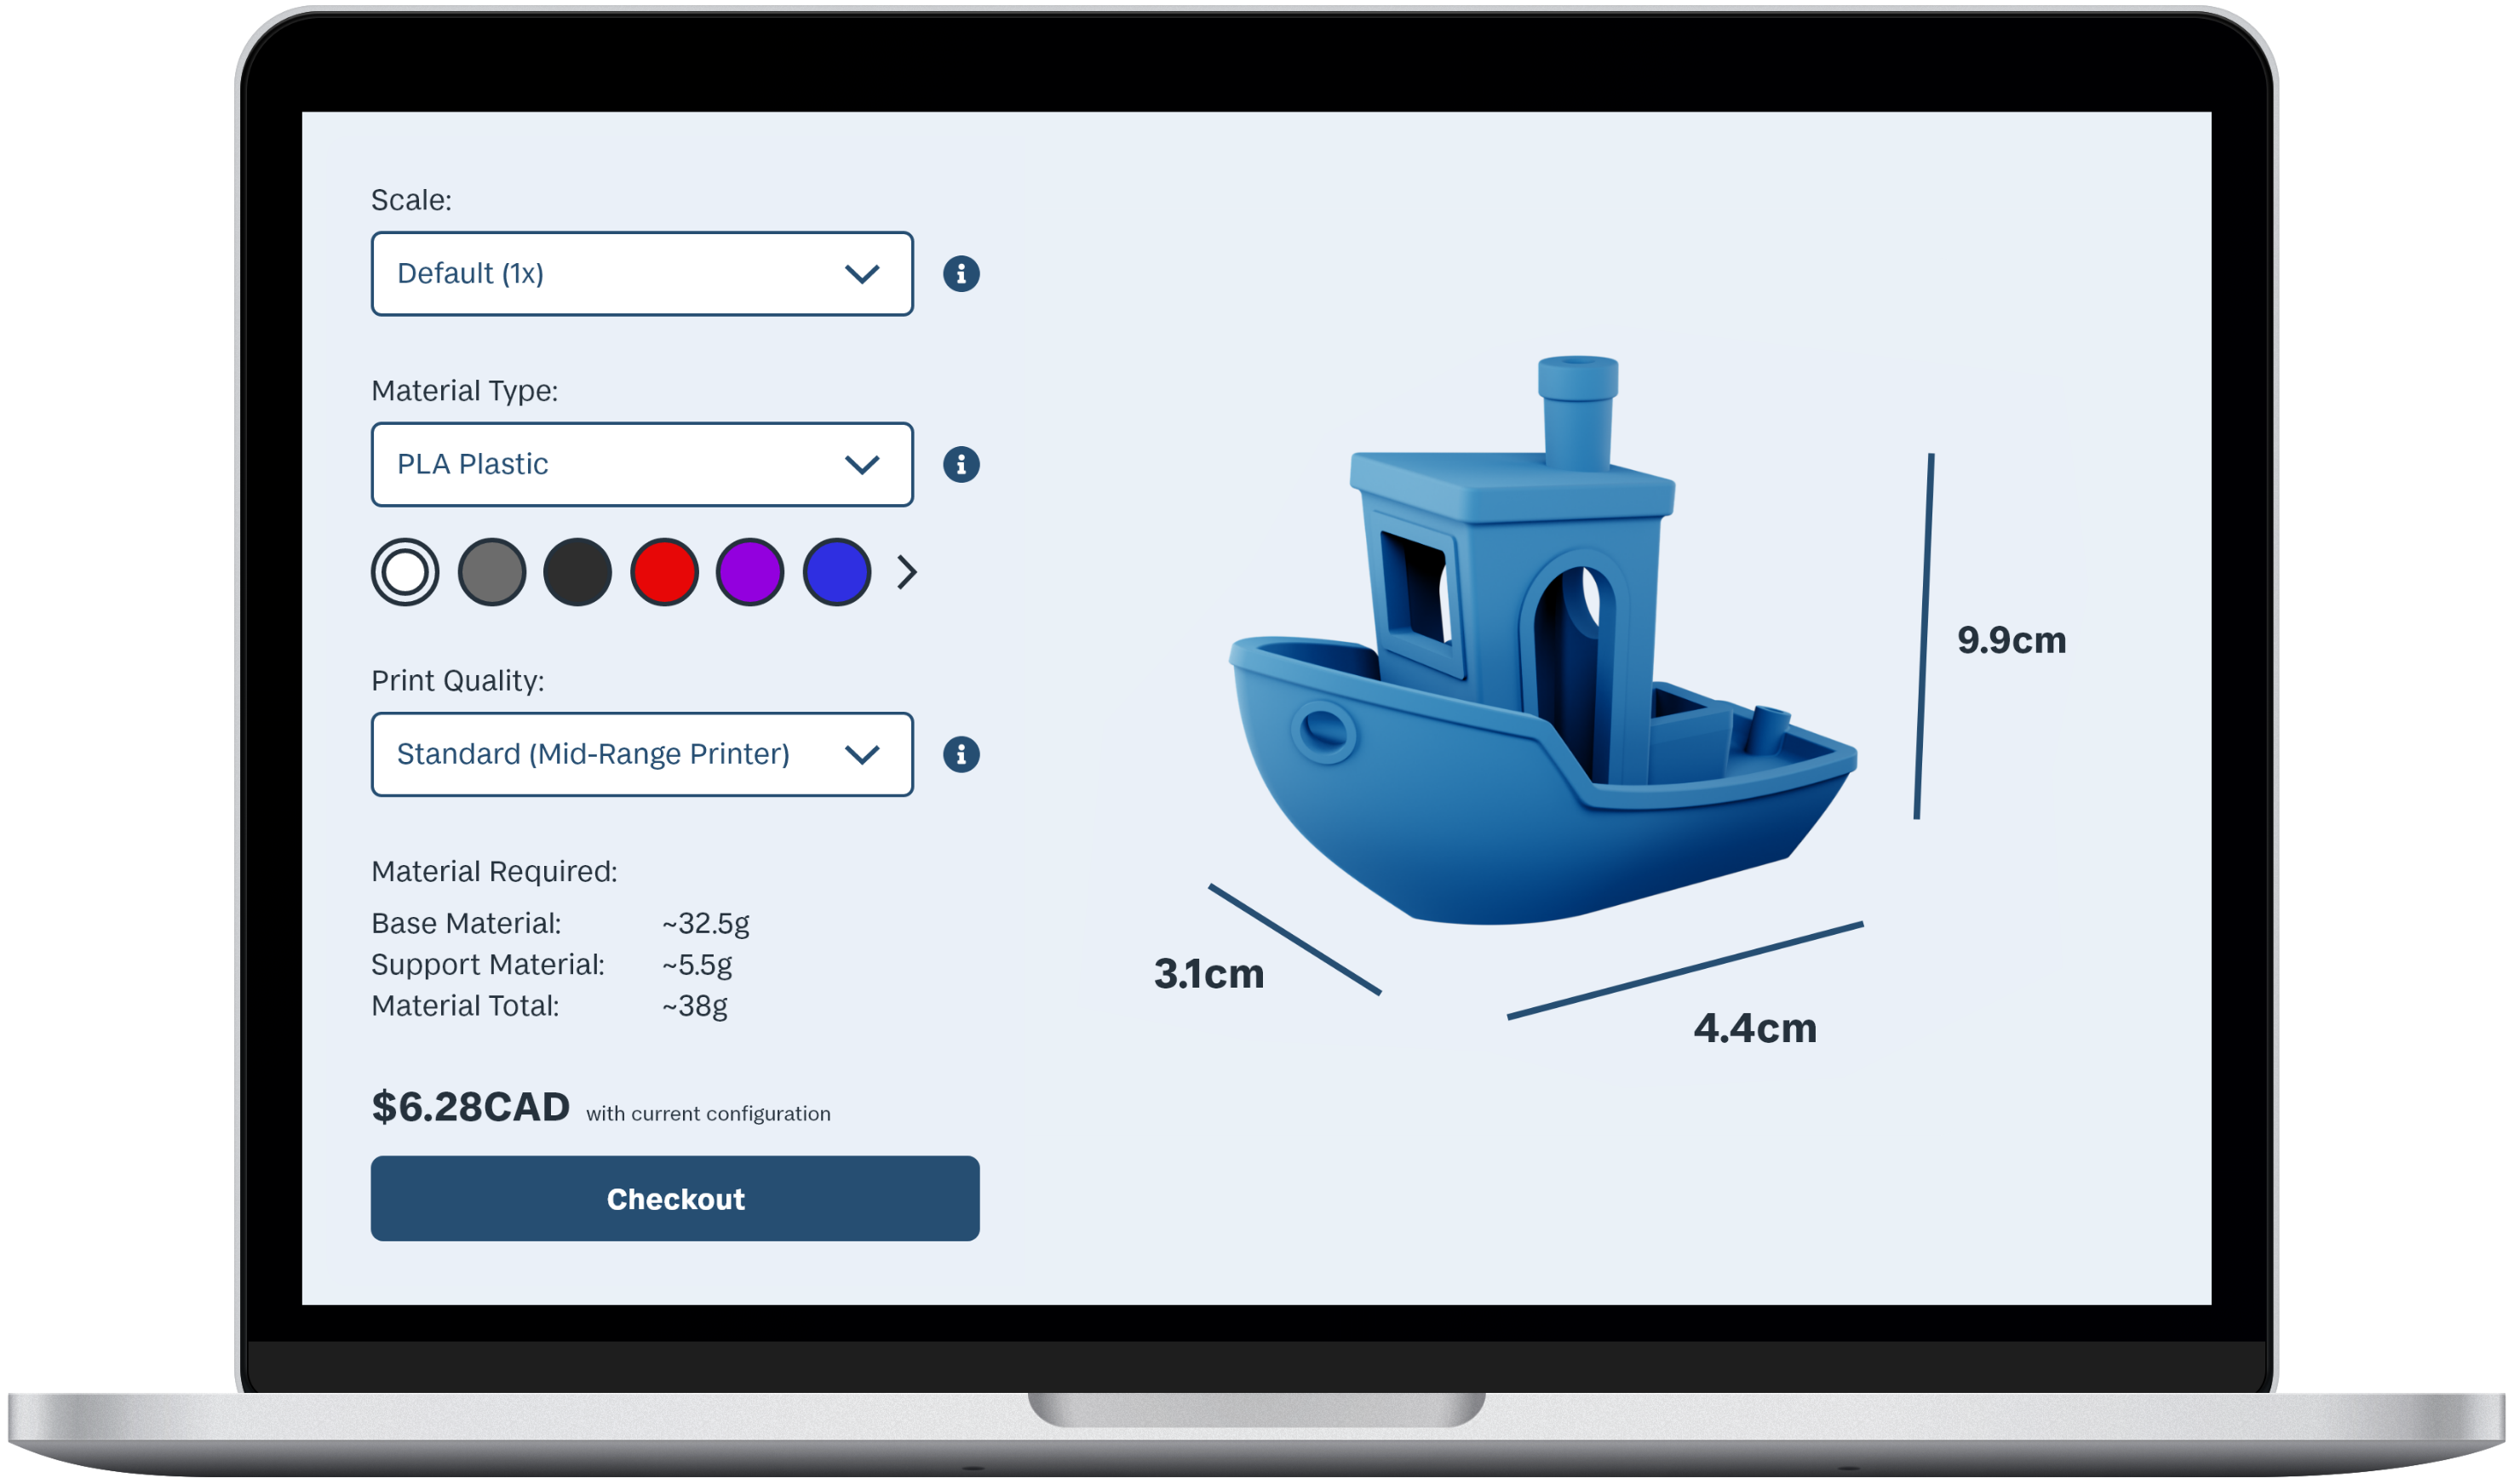 Scale:
Default (1x)
Material Type:
PLA Plastic
Print Quality:
Standard (Mid-Range Printer)
Material Required:
Base Material: ~32.5g
Support Material: ~5.5g
Material Total: ~38g
$6.28CAD with current configuration
Checkout
9.9cm
3.1cm
4.4cm